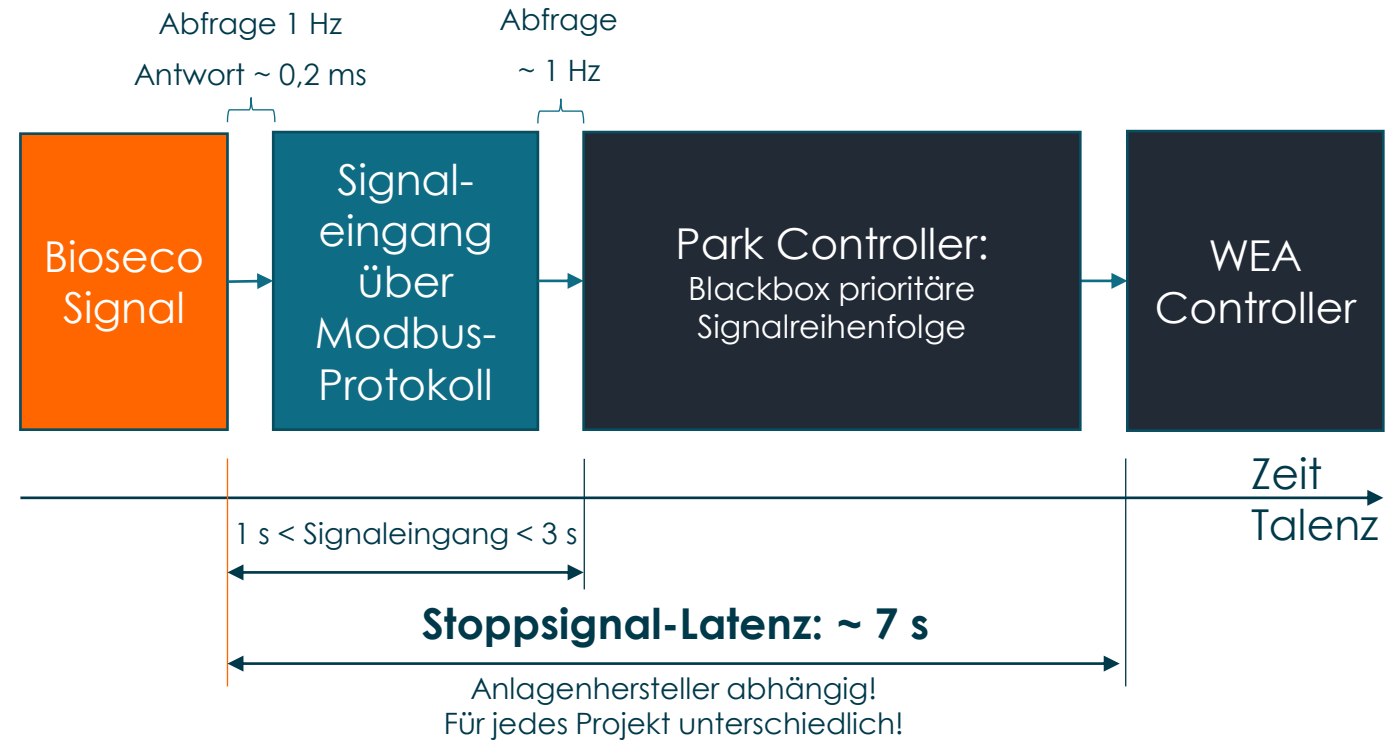 Abfrage 1 Hz
Antwort ~ 0,2 ms
Abfrage
~ 1 Hz
Bioseco
Signal
Signal-
eingang
über
Modbus-
Protokoll
Park Controller:
Blackbox prioritäre
Signalreihenfolge
WEA
Controller
Zeit
Talenz
1 s < Signaleingang < 3 s
Stoppsignal-Latenz: ~ 7 s
Anlagenhersteller abhängig!
Für jedes Projekt unterschiedlich!